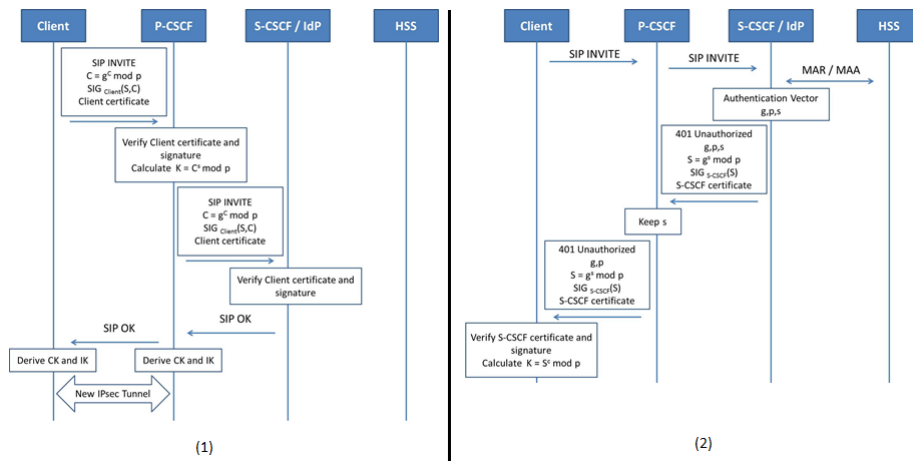 Client
P-CSCF
S-CSCF / IdP
HSS
SIP INVITE
C = g^C mod p
SIG Client(S,C)
Client certificate
Verify Client certificate and
signature
Calculate K = C^s mod p
SIP INVITE
C = g^C mod p
SIG Client(S,C)
Client certificate
Verify Client certificate and
signature
SIP OK
SIP OK
Derive CK and IK
Derive CK and IK
New IPsec Tunnel
(1)
Client
P-CSCF
S-CSCF / IdP
HSS
SIP INVITE
SIP INVITE
MAR / MAA
Authentication Vector
g,p,s
401 Unauthorized
g,p,s
S = g^s mod p
SIG S-CSCF(S)
S-CSCF certificate
Keep s
401 Unauthorized
g,p
S = g^s mod p
SIG S-CSCF(S)
S-CSCF certificate
Verify S-CSCF certificate and
signature
Calculate K = S^c mod p
(2)